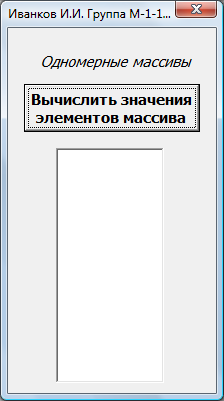 Иванков И.И. Группа М-1-1...
Одномерные массивы
Вычислить значения
элементов массива